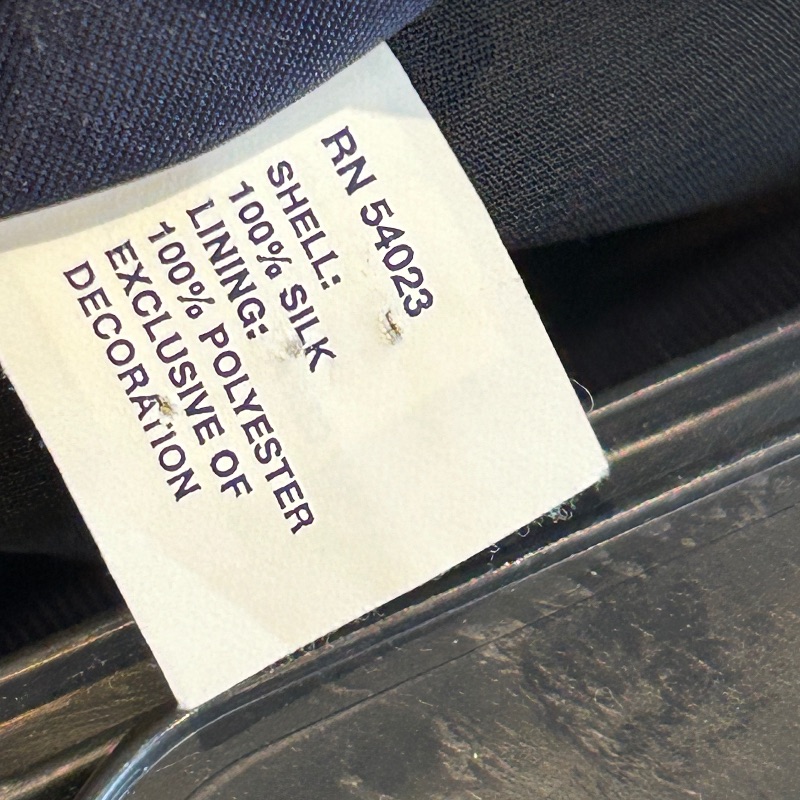 RN 54023
SHELL:
100% SILK
LINING:
100% POLYESTER
EXCLUSIVE OF
DECORATION